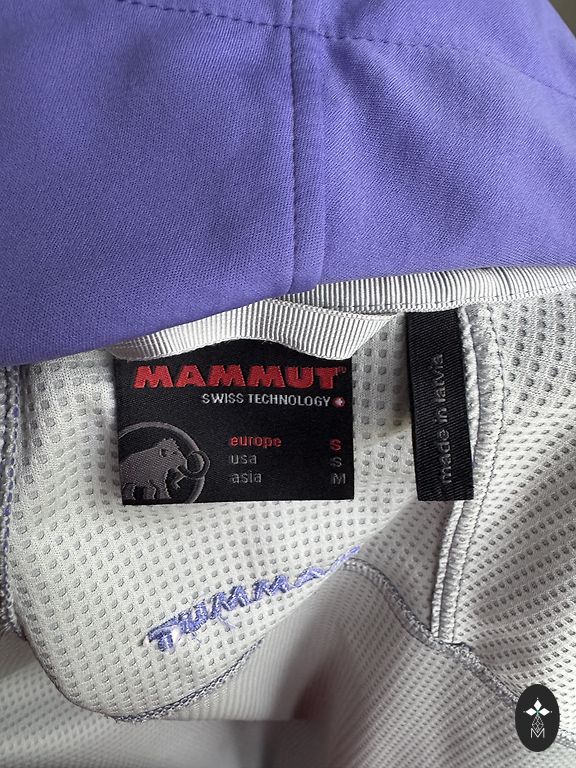 MAMMUT®
SWISS TECHNOLOGY
europe S
usa S
asia M
made in latvia